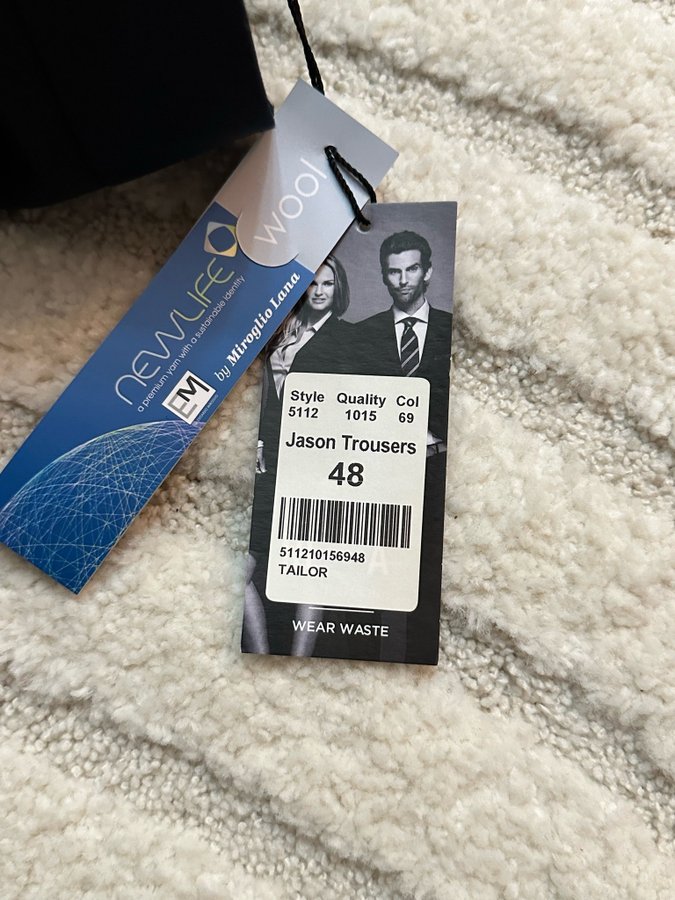 wool
NEWLIFE
a premium yarn with a sustainable identity
by Miroglio Lana
EM
Style Quality Col
5112 1015 69
Jason Trousers
48
511210156948
TAILOR
WEAR WASTE